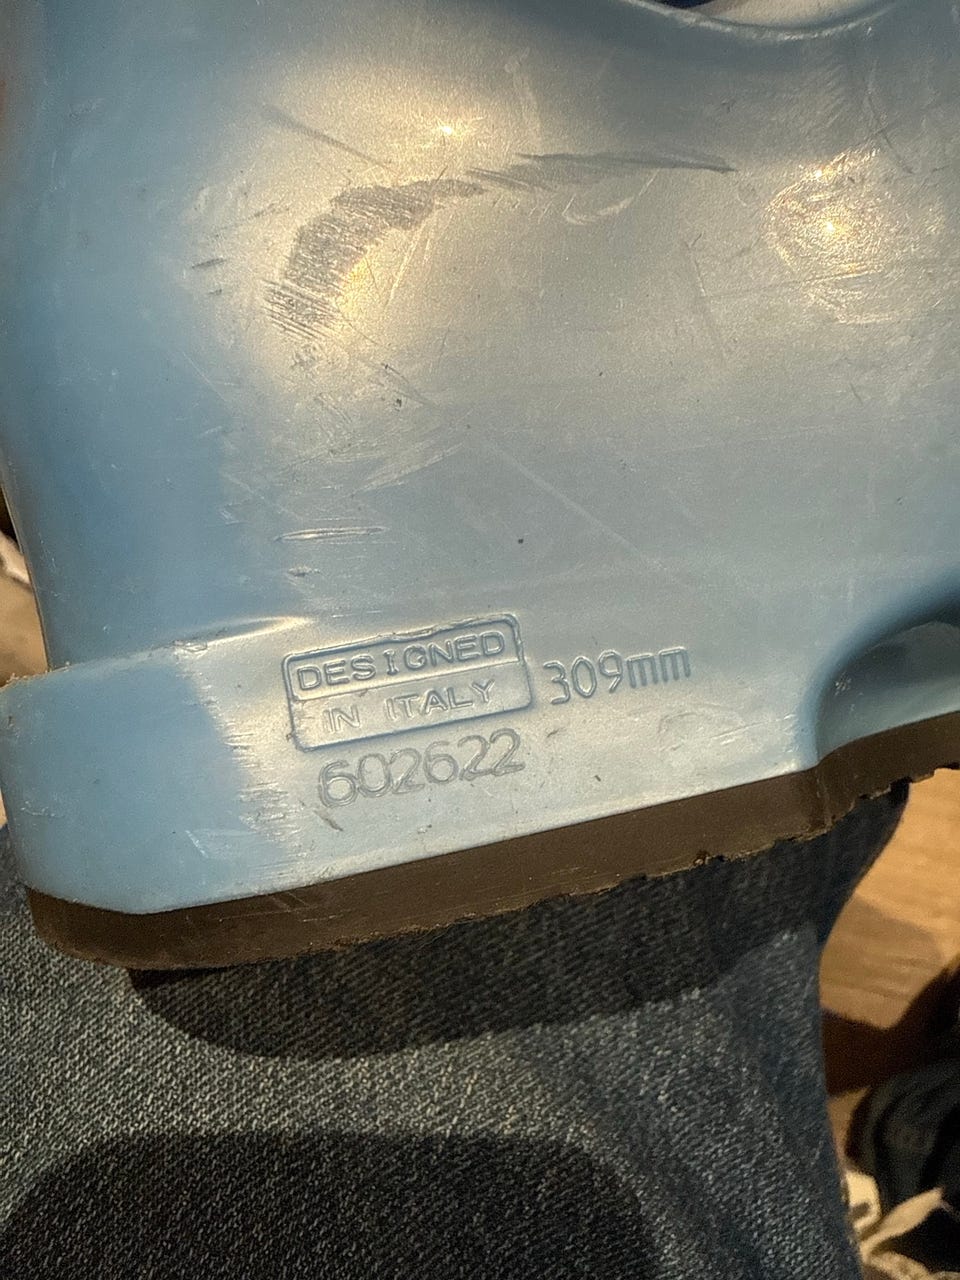 DESIGNED
IN ITALY
309mm
602622